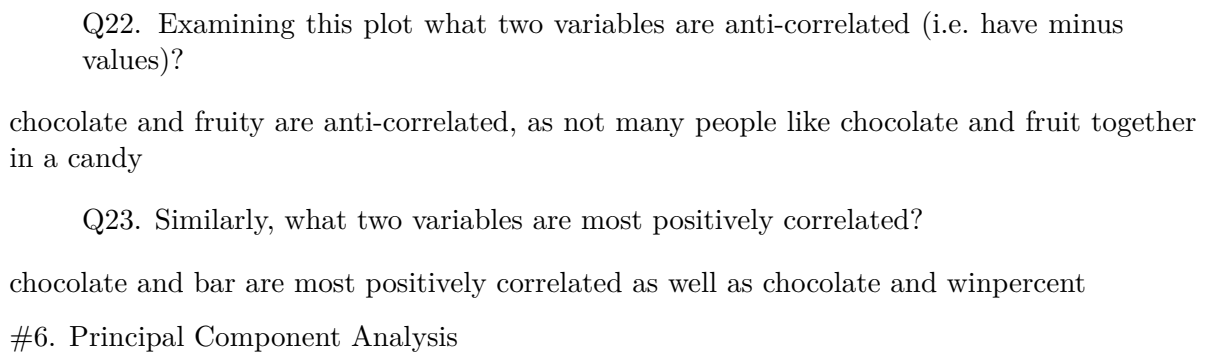 Q22. Examining this plot what two variables are anti-correlated (i.e. have minus
values)?
chocolate and fruity are anti-correlated, as not many people like chocolate and fruit together
in a candy
Q23. Similarly, what two variables are most positively correlated?
chocolate and bar are most positively correlated as well as chocolate and winpercent
#6. Principal Component Analysis